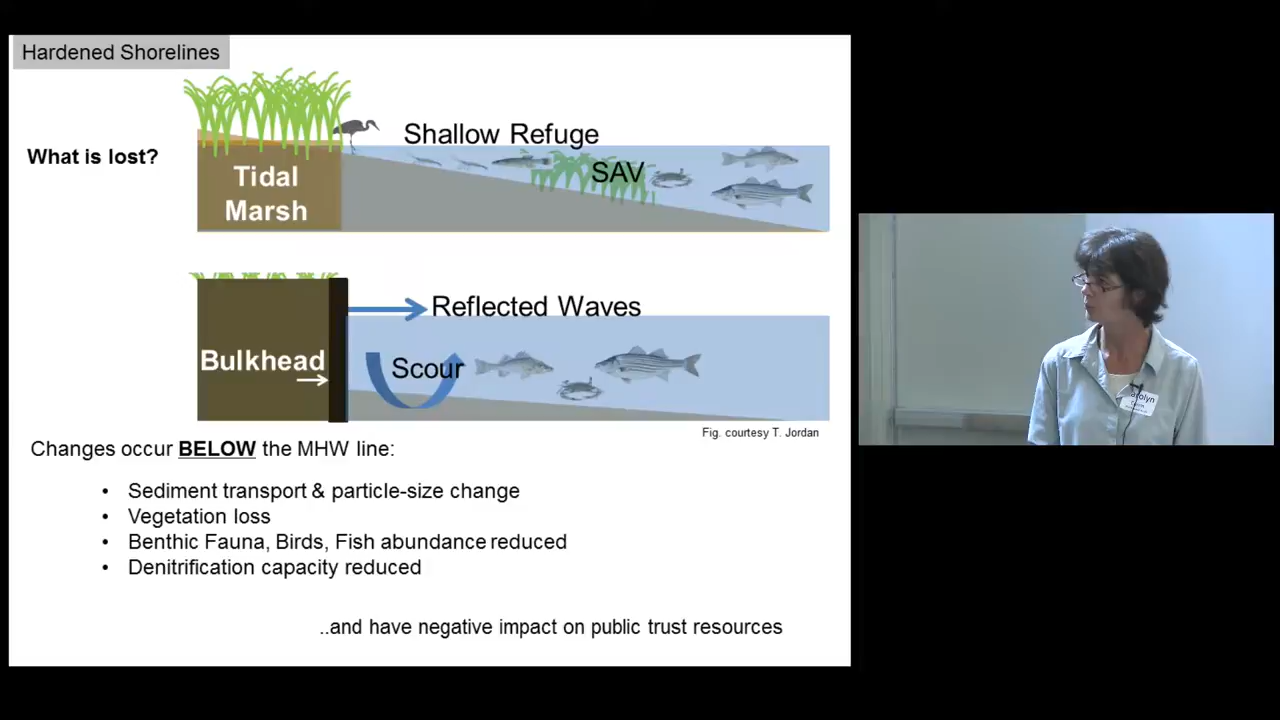 Hardened Shorelines
What is lost?
Shallow Refuge
SAV
Tidal
Marsh
Reflected Waves
Bulkhead
Scour
Fig. courtesy T. Jordan
Changes occur BELOW the MHW line:
• Sediment transport & particle-size change
• Vegetation loss
• Benthic Fauna, Birds, Fish abundance reduced
• Denitrification capacity reduced
..and have negative impact on public trust resources